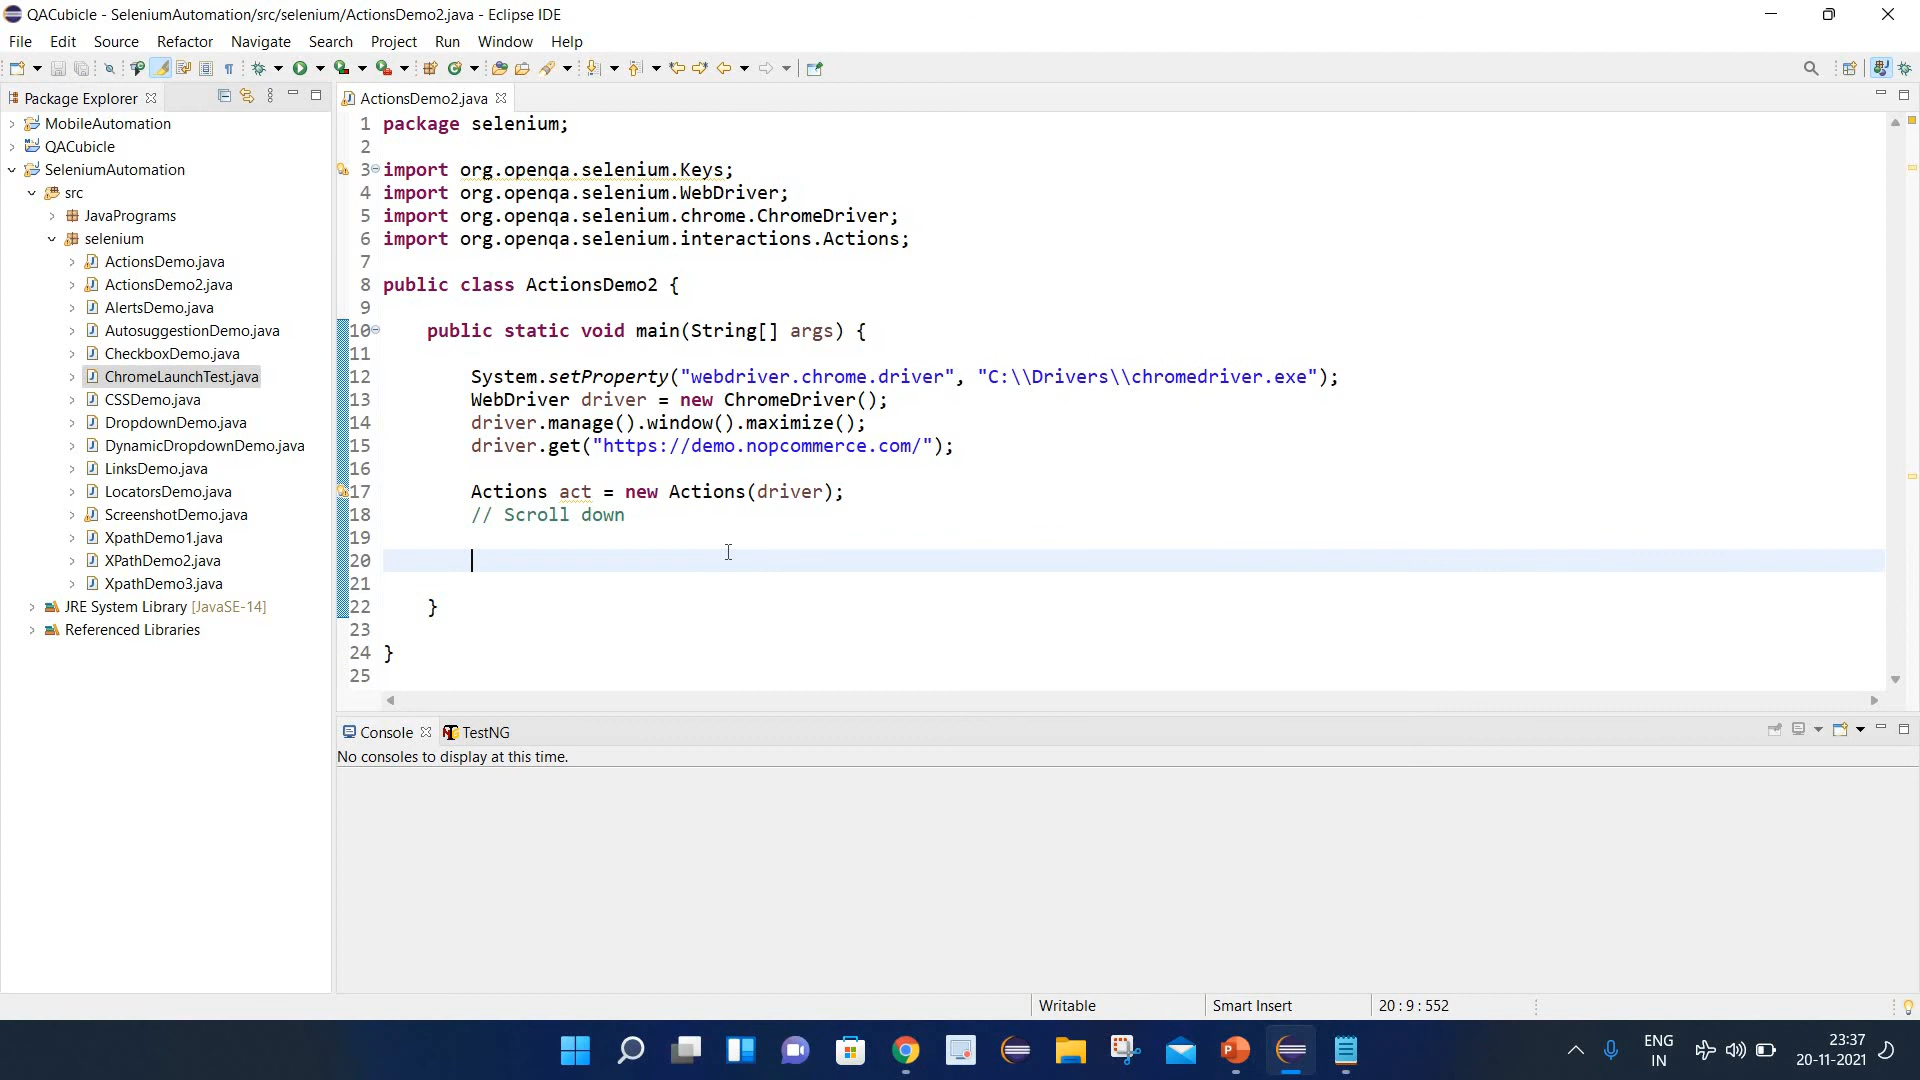 QACubicle - SeleniumAutomation/src/selenium/ActionsDemo2.java - Eclipse IDE
File Edit Source Refactor Navigate Search Project Run Window Help
Package Explorer
MobileAutomation
QACubicle
SeleniumAutomation
src
JavaPrograms
selenium
ActionsDemo.java
ActionsDemo2.java
AlertsDemo.java
AutosuggestionDemo.java
CheckboxDemo.java
ChromeLaunchTest.java
CSSDemo.java
DropdownDemo.java
DynamicDropdownDemo.java
LinksDemo.java
LocatorsDemo.java
ScreenshotDemo.java
XpathDemo1.java
XPathDemo2.java
XpathDemo3.java
JRE System Library [JavaSE-14]
Referenced Libraries
ActionsDemo2.java
1 package selenium;
2
3 import org.openqa.selenium.Keys;
4 import org.openqa.selenium.WebDriver;
5 import org.openqa.selenium.chrome.ChromeDriver;
6 import org.openqa.selenium.interactions.Actions;
7
8 public class ActionsDemo2 {
9
10 public static void main(String[] args) {
11
12 System.setProperty("webdriver.chrome.driver", "C:\\Drivers\\chromedriver.exe");
13 WebDriver driver = new ChromeDriver();
14 driver.manage().window().maximize();
15 driver.get("https://demo.nopcommerce.com/");
16
17 Actions act = new Actions(driver);
18 // Scroll down
19
20
21
22 }
23
24 }
25
Console TestNG
No consoles to display at this time.
Writable Smart Insert 20 : 9 : 552
ENG
IN
23:37
20-11-2021